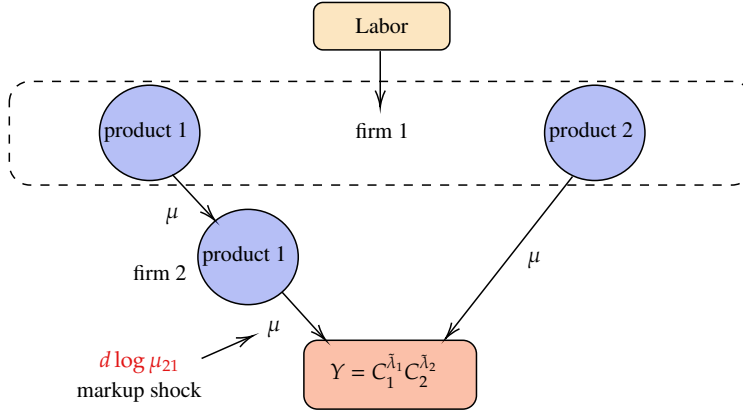 Labor
product 1
firm 1
product 2
μ
product 1
firm 2
μ
μ
d log μ₂₁
markup shock
Y = C₁^{λ̃₁} C₂^{λ̃₂}